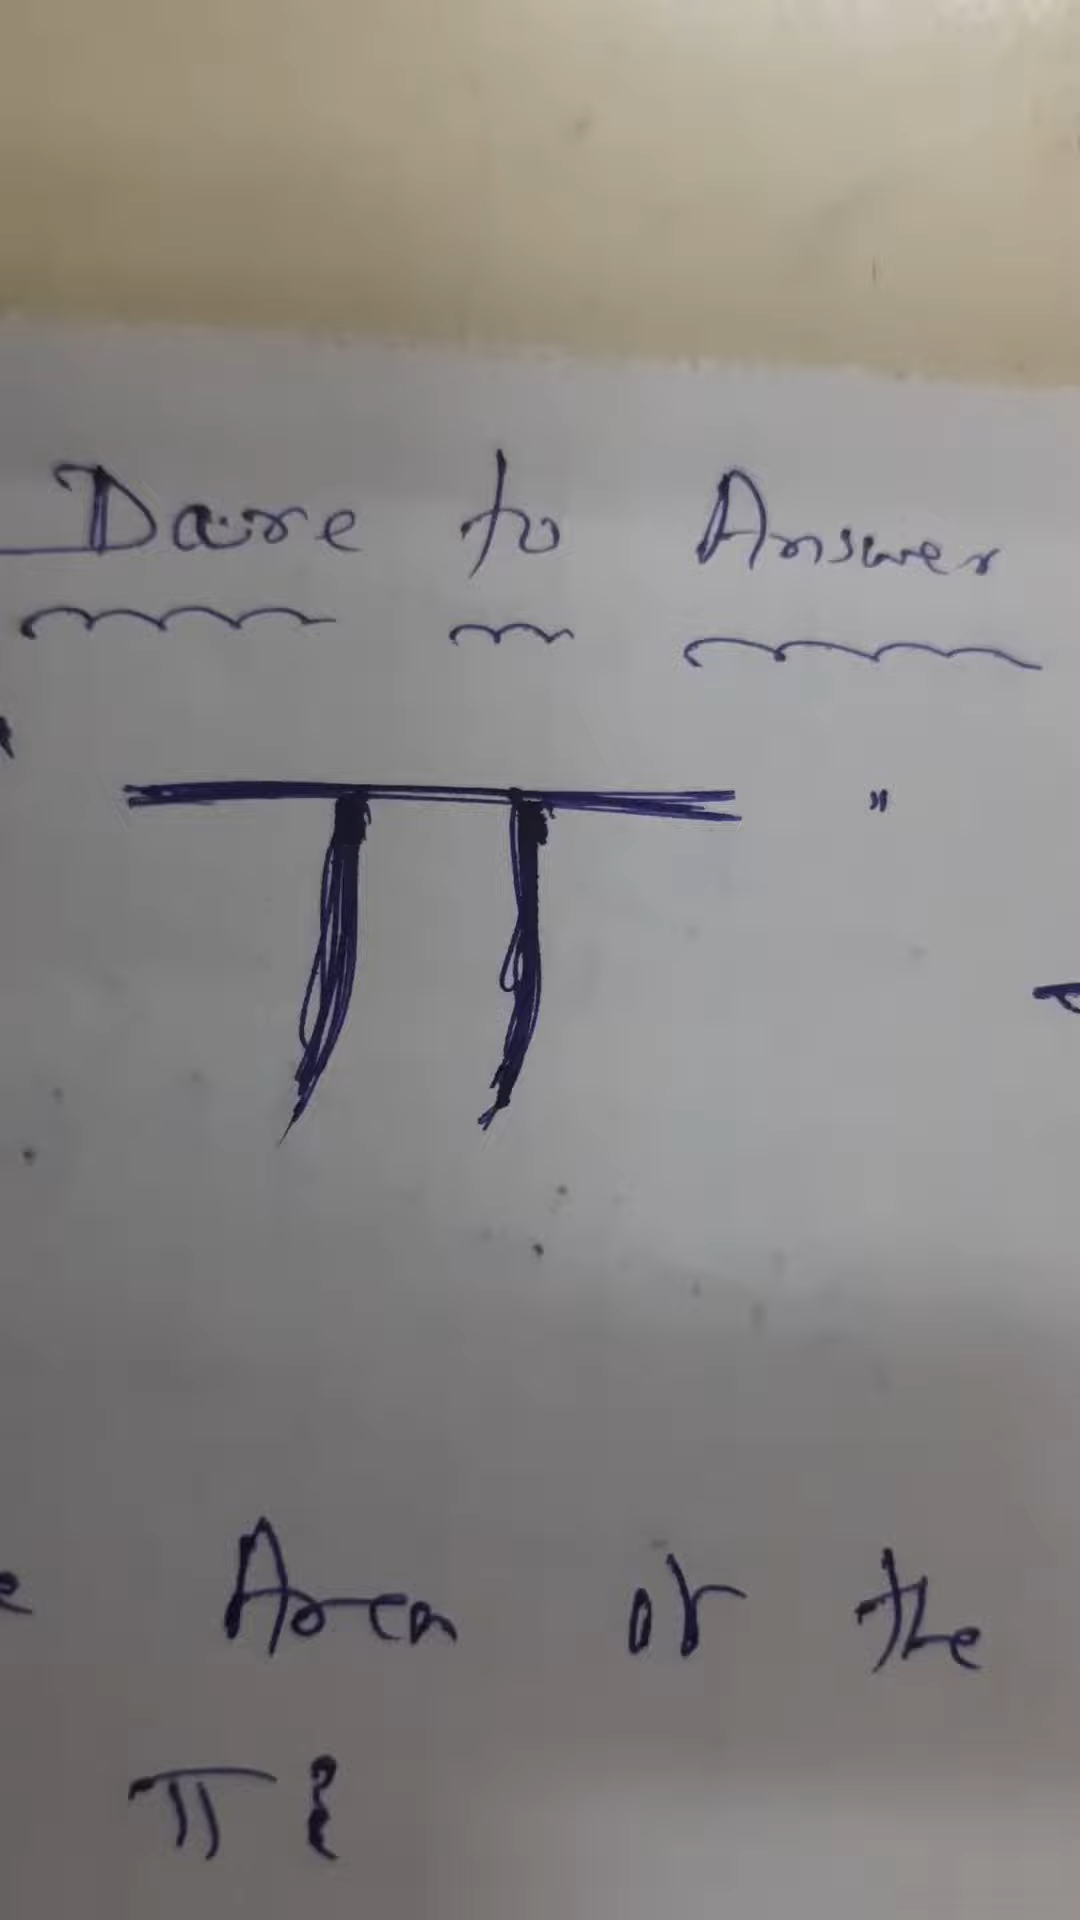 Dare to Answer
π "
Area of the
π ?